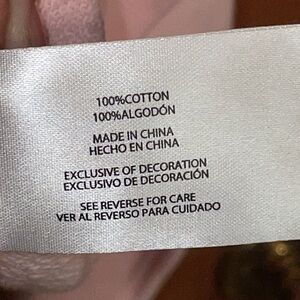 100%COTTON
100%ALGODÓN
MADE IN CHINA
HECHO EN CHINA
EXCLUSIVE OF DECORATION
EXCLUSIVO DE DECORACIÓN
SEE REVERSE FOR CARE
VER AL REVERSO PARA CUIDADO